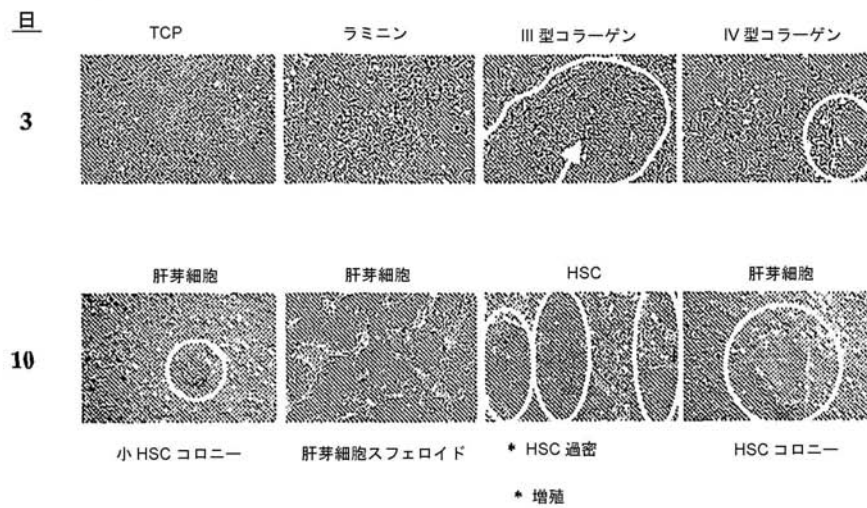 日
TCP ラミニン III 型コラーゲン IV 型コラーゲン
3
肝芽細胞 肝芽細胞 HSC 肝芽細胞
10
小 HSC コロニー 肝芽細胞スフェロイド * HSC 過密 HSC コロニー
* 増殖